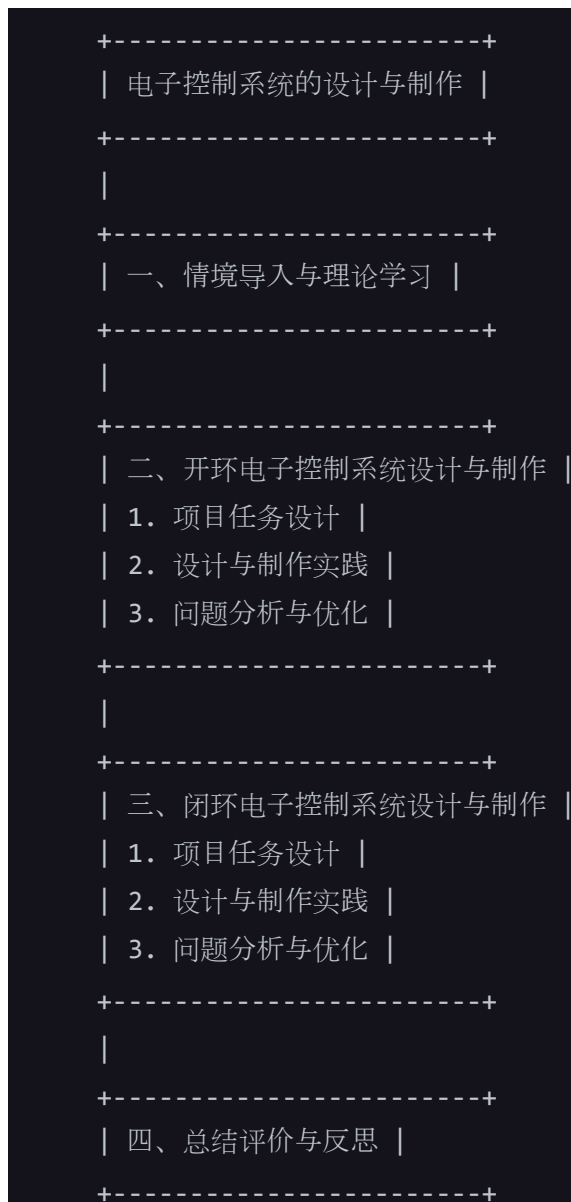 +------------------------+
| 电子控制系统的设计与制作 |
+------------------------+
|
+------------------------+
| 一、情境导入与理论学习 |
+------------------------+
|
+------------------------+
| 二、开环电子控制系统设计与制作 |
| 1. 项目任务设计 |
| 2. 设计与制作实践 |
| 3. 问题分析与优化 |
+------------------------+
|
+------------------------+
| 三、闭环电子控制系统设计与制作 |
| 1. 项目任务设计 |
| 2. 设计与制作实践 |
| 3. 问题分析与优化 |
+------------------------+
|
+------------------------+
| 四、总结评价与反思 |
+------------------------+